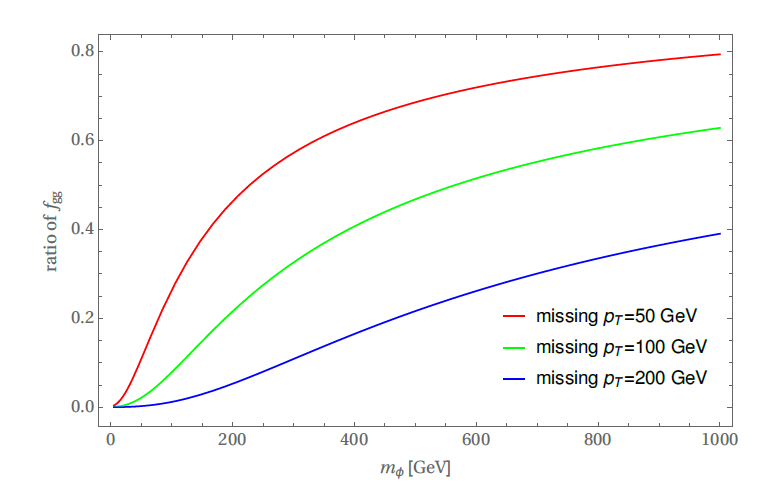 0.8
0.6
0.4
0.2
0.0
ratio of f_gg
missing p_T=50 GeV
missing p_T=100 GeV
missing p_T=200 GeV
0 200 400 600 800 1000
m_ϕ [GeV]